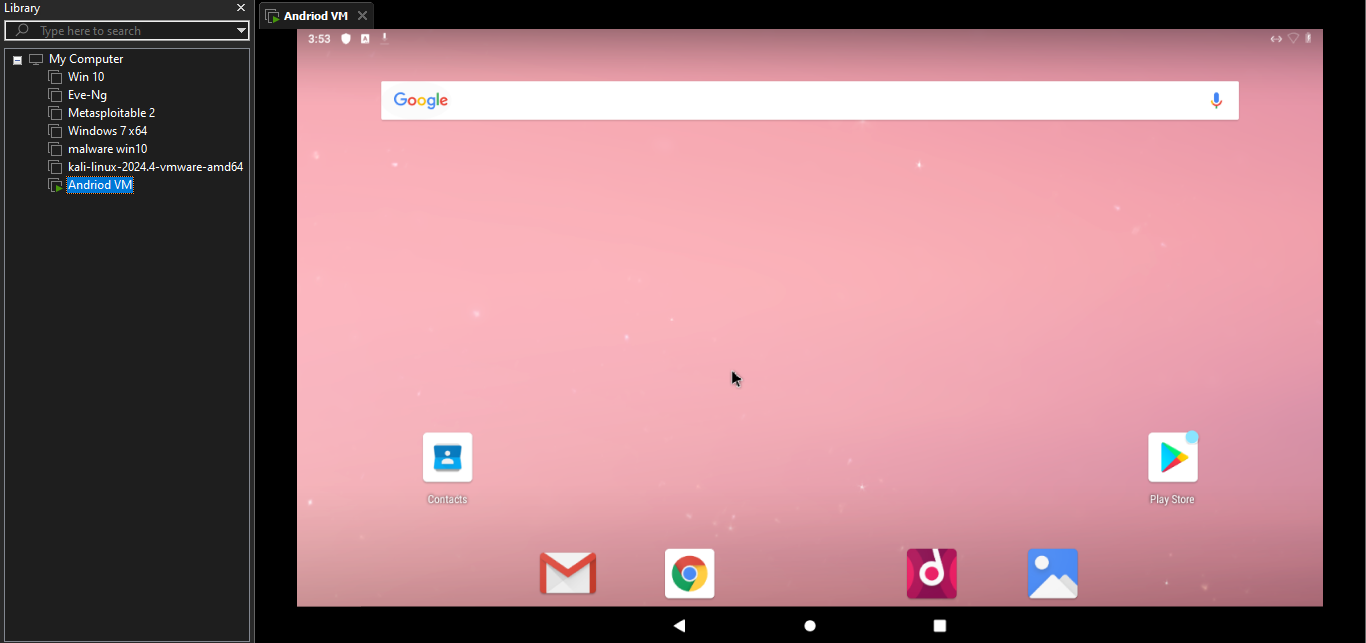 Library
Type here to search
My Computer
Win 10
Eve-Ng
Metasploitable 2
Windows 7 x64
malware win10
kali-linux-2024.4-vmware-amd64
Andriod VM
Andriod VM
3:53
A
Google
Contacts
Play Store